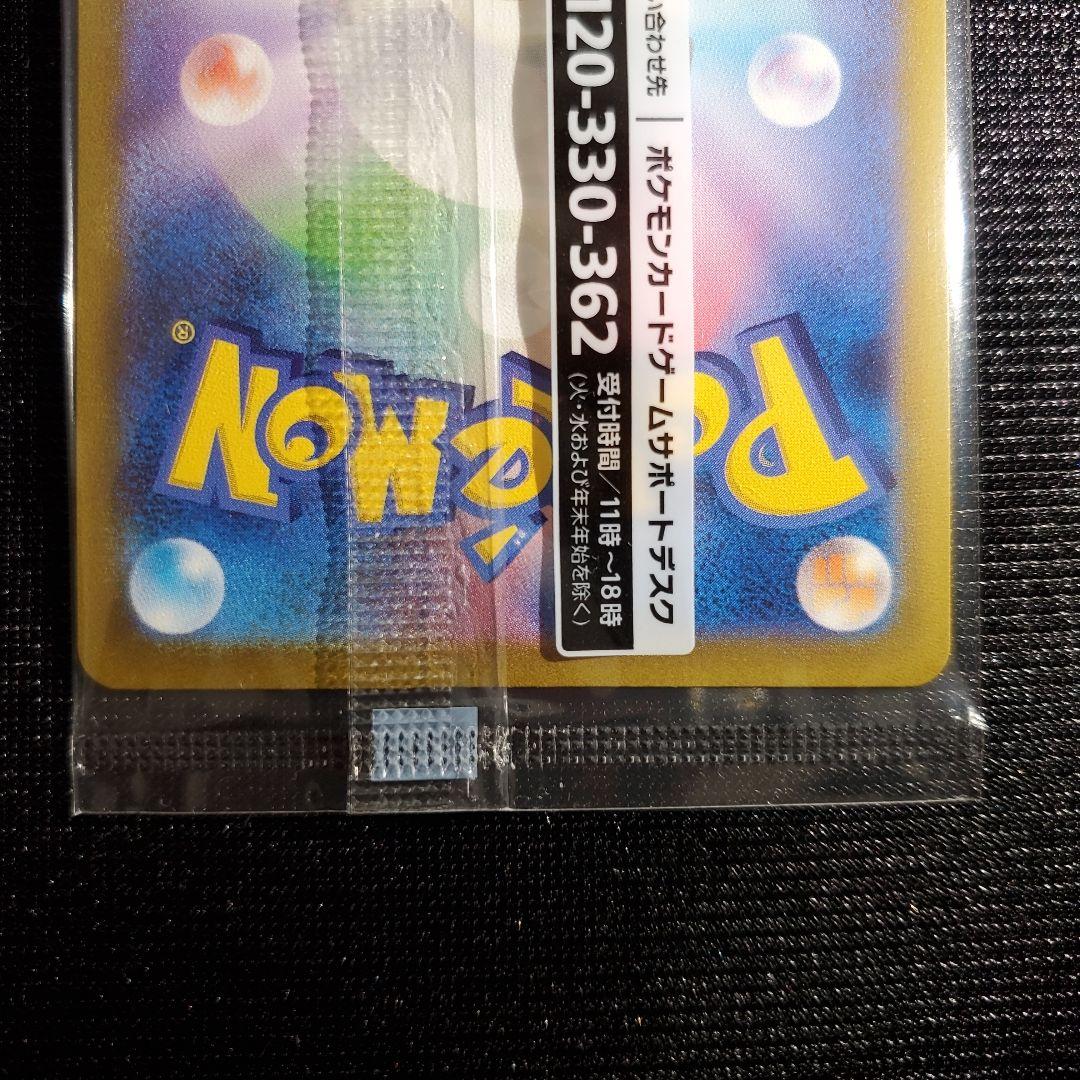 い合わせ先 | ポケモンカードゲームサポートデスク
120-330-362 受付時間/11時~18時
(火・水および年末年始を除く)
POKéMON
®